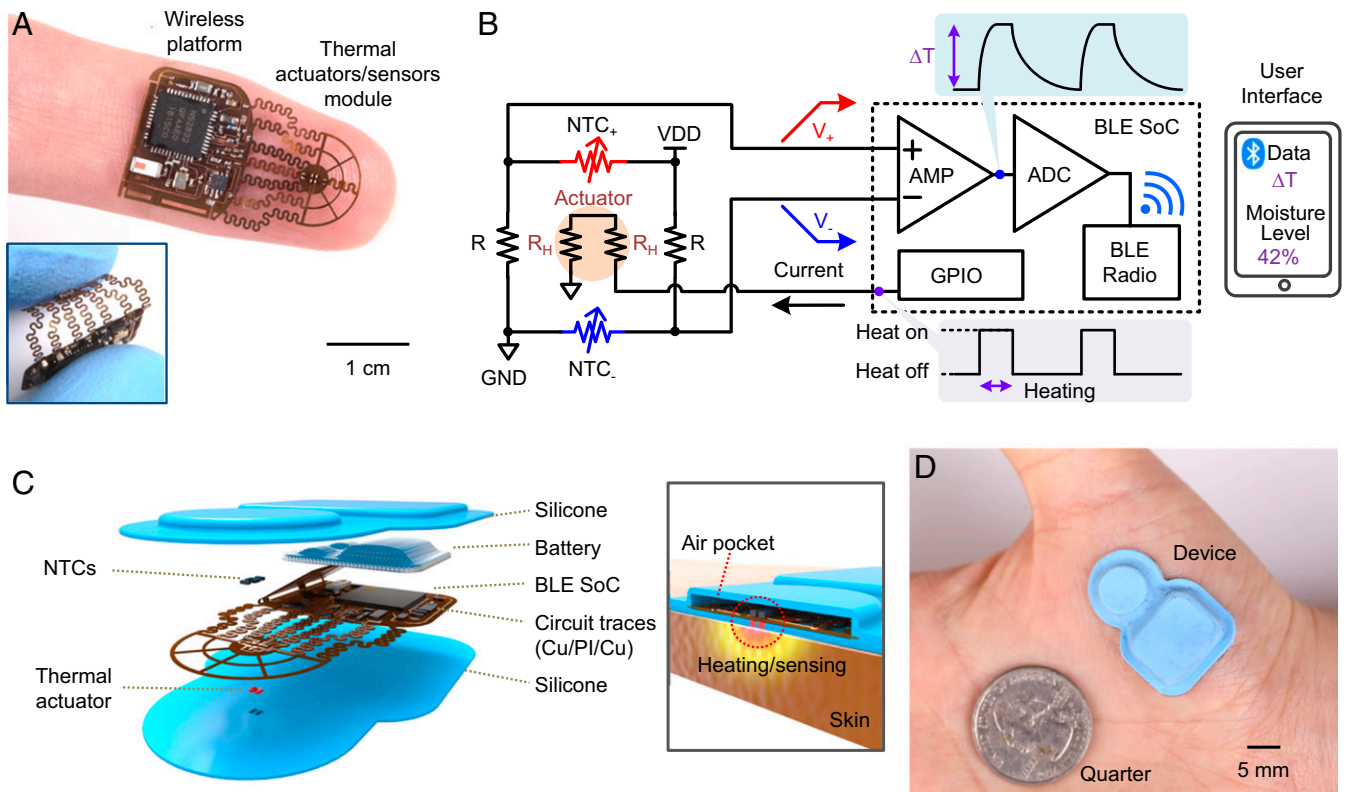 A
Wireless
platform
Thermal
actuators/sensors
module
1 cm
B
NTC+
VDD
Actuator
R
RH
RH
R
GND
NTC-
V+
V-
Current
ΔT
BLE SoC
AMP
+
−
ADC
GPIO
BLE
Radio
Heat on
Heat off
Heating
User
Interface
Data
ΔT
Moisture
Level
42%
C
Silicone
Battery
NTCs
BLE SoC
Circuit traces
(Cu/PI/Cu)
Thermal
actuator
Silicone
Air pocket
Heating/sensing
Skin
D
Device
Quarter
5 mm